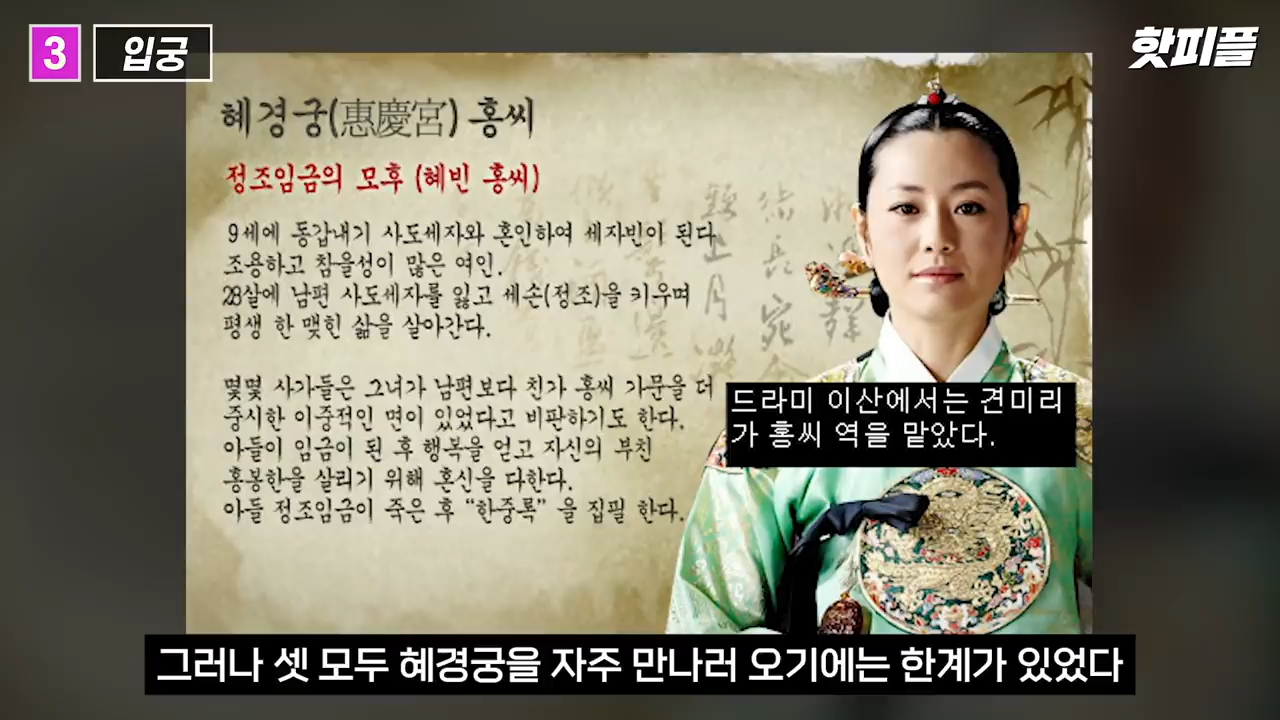 3 입궁
핫피플
혜경궁(惠慶宮) 홍씨
정조임금의 모후 (혜빈 홍씨)
9세에 동갑내기 사도세자와 혼인하여 세자빈이 된다
조용하고 참을성이 많은 여인.
28살에 남편 사도세자를 잃고 세손(정조)을 키우며
평생 한 맺힌 삶을 살아간다.
몇몇 사가들은 그녀가 남편보다 친가 홍씨 가문을 더
중시한 이중적인 면이 있었다고 비판하기도 한다.
아들이 임금이 된 후 행복을 얻고 자신의 부친
홍봉한을 살리기 위해 혼신을 다한다.
아들 정조임금이 죽은 후 “한중록” 을 집필 한다.
드라미 이산에서는 견미리
가 홍씨 역을 맡았다.
그러나 셋 모두 혜경궁을 자주 만나러 오기에는 한계가 있었다